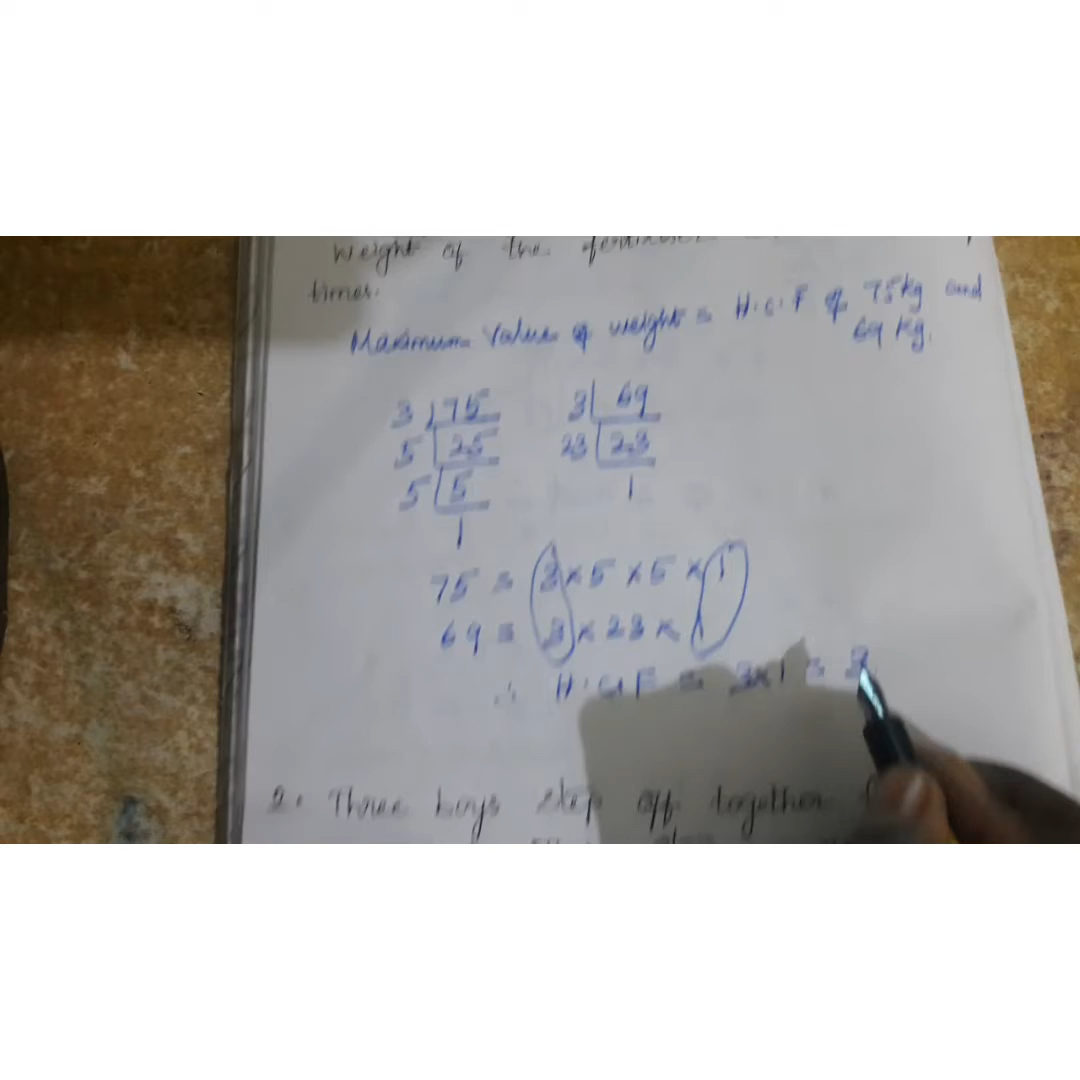 Weight of the
times.
Maximum Value of weight = H.C.F of 75kg and
69 kg.
3 75 3 69
5 25 23 23
5 5 1
1
75 = 3 × 5 × 5 × 1
69 = 3 × 23 × 1
∴ H.C.F = 3×1 = 3
2. Three boys step off together